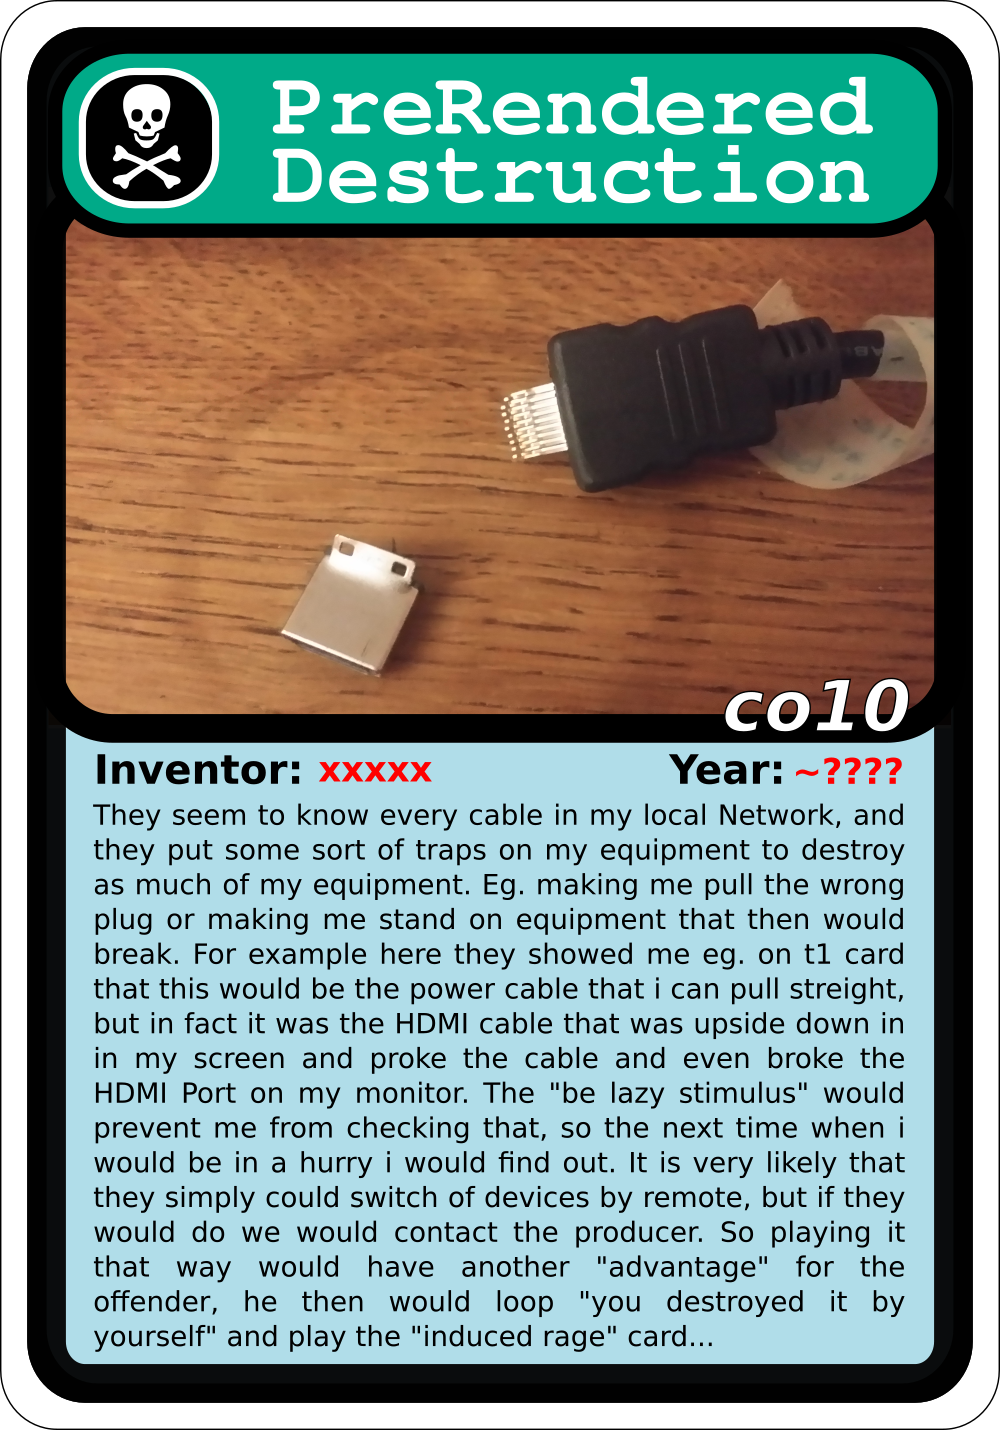 PreRendered
Destruction
co10
Inventor: xxxxx Year: ~????
They seem to know every cable in my local Network, and
they put some sort of traps on my equipment to destroy
as much of my equipment. Eg. making me pull the wrong
plug or making me stand on equipment that then would
break. For example here they showed me eg. on t1 card
that this would be the power cable that i can pull streight,
but in fact it was the HDMI cable that was upside down in
in my screen and proke the cable and even broke the
HDMI Port on my monitor. The "be lazy stimulus" would
prevent me from checking that, so the next time when i
would be in a hurry i would find out. It is very likely that
they simply could switch of devices by remote, but if they
would do we would contact the producer. So playing it
that way would have another "advantage" for the
offender, he then would loop "you destroyed it by
yourself" and play the "induced rage" card...